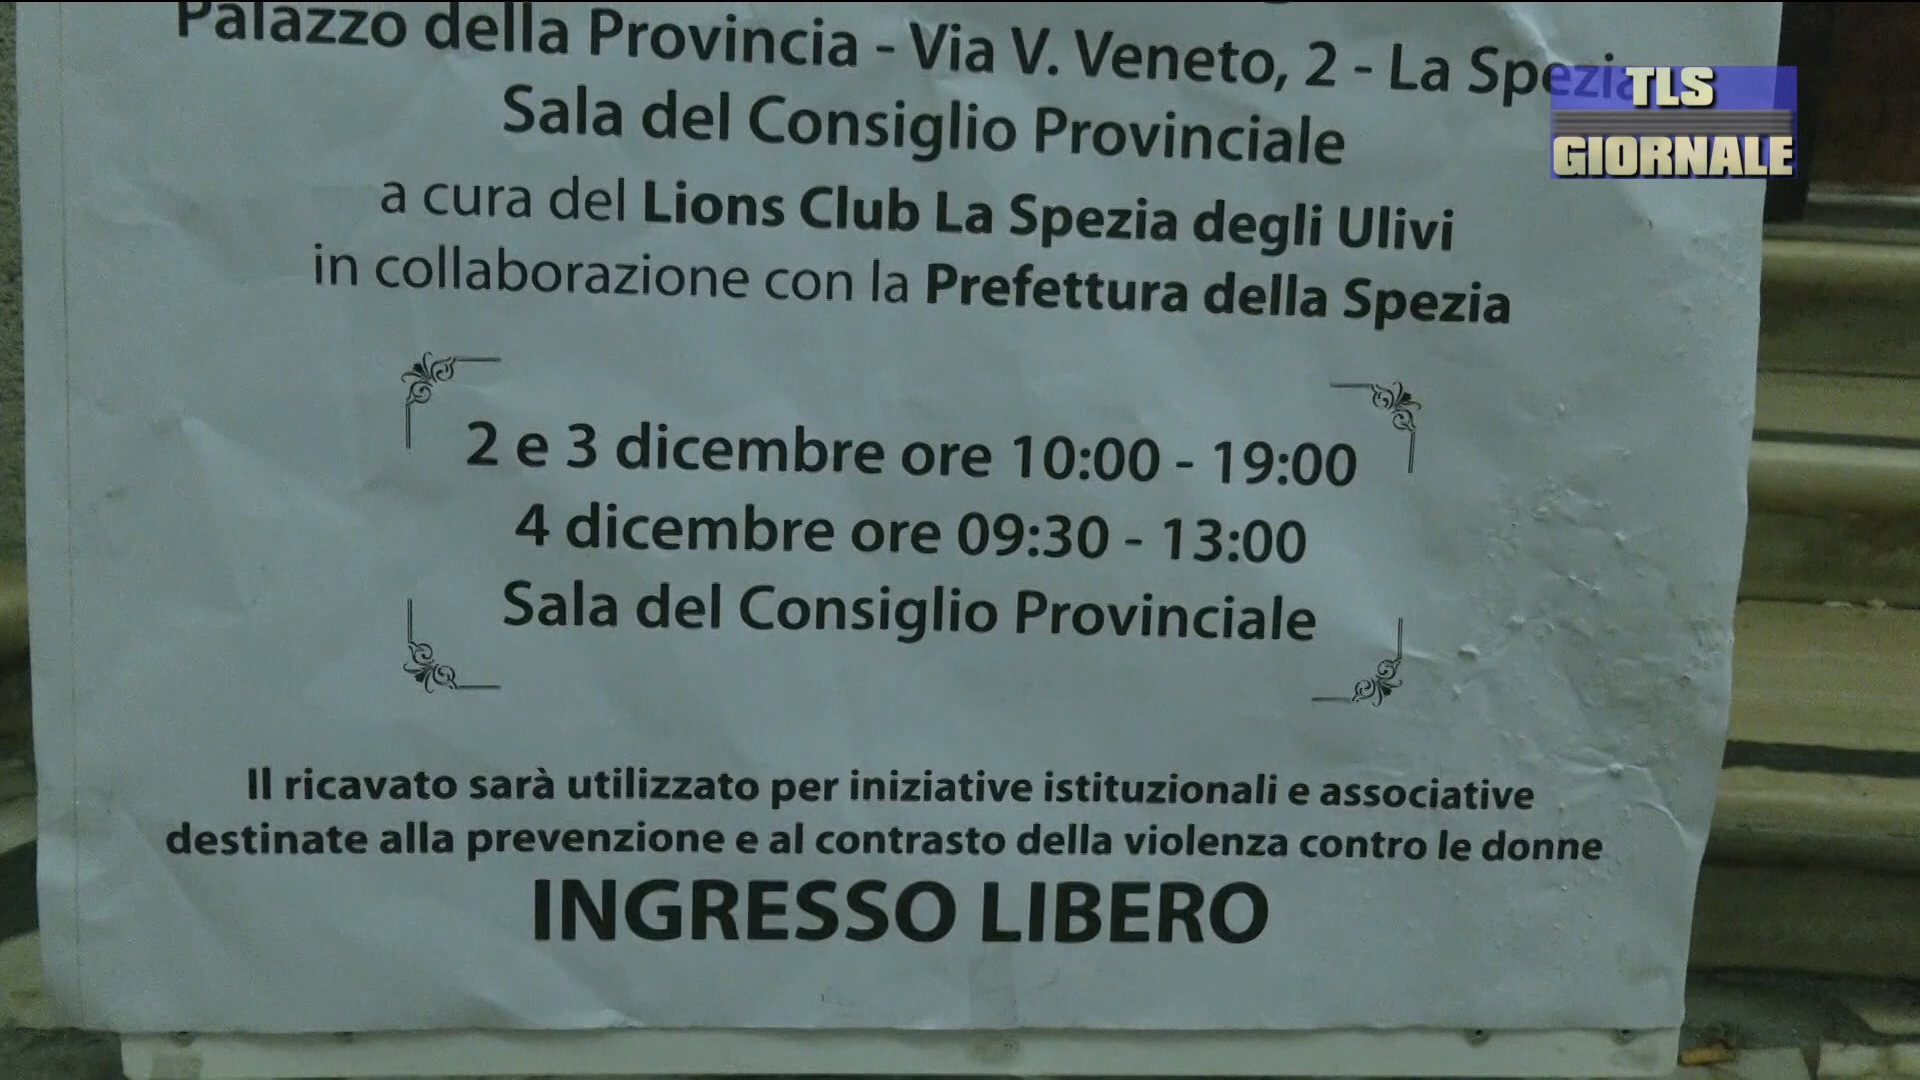 Palazzo della Provincia - Via V. Veneto, 2 - La Spezia
Sala del Consiglio Provinciale
a cura del Lions Club La Spezia degli Ulivi
in collaborazione con la Prefettura della Spezia
2 e 3 dicembre ore 10:00 - 19:00
4 dicembre ore 09:30 - 13:00
Sala del Consiglio Provinciale
Il ricavato sarà utilizzato per iniziative istituzionali e associative
destinate alla prevenzione e al contrasto della violenza contro le donne
INGRESSO LIBERO
TLS
GIORNALE